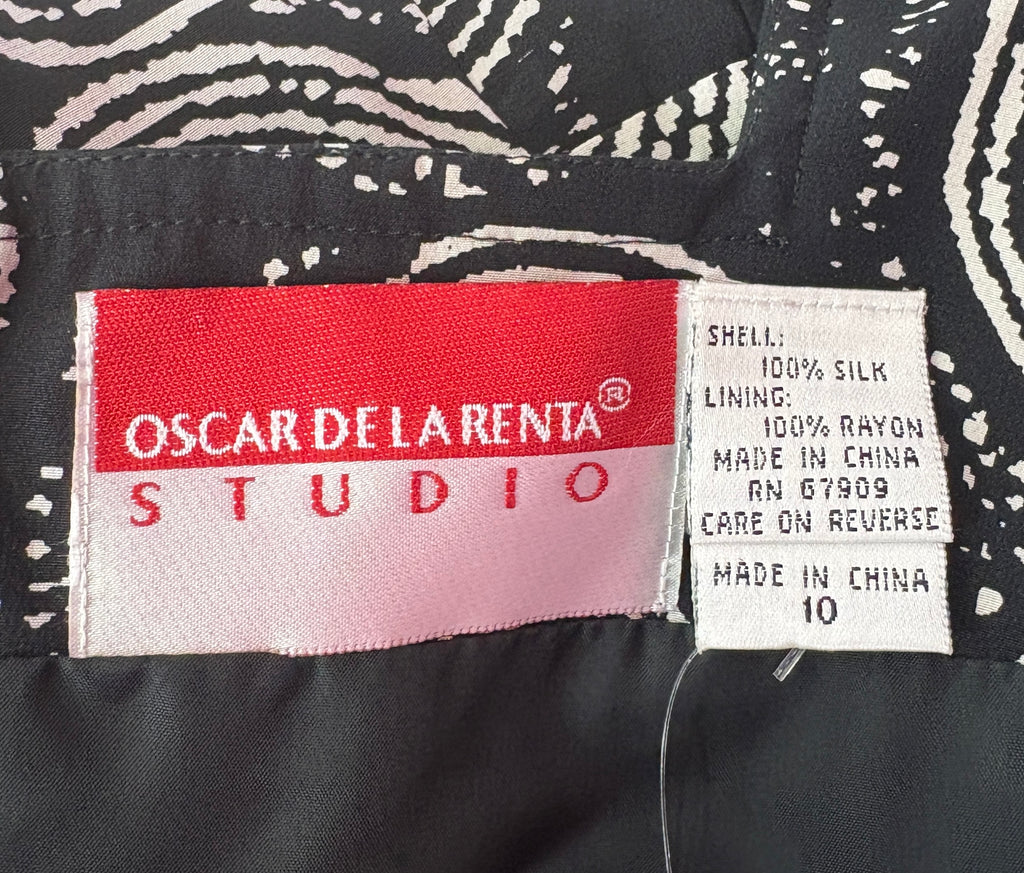 OSCAR DE LA RENTA®
STUDIO
SHELL:
100% SILK
LINING:
100% RAYON
MADE IN CHINA
RN 67909
CARE ON REVERSE
MADE IN CHINA
10